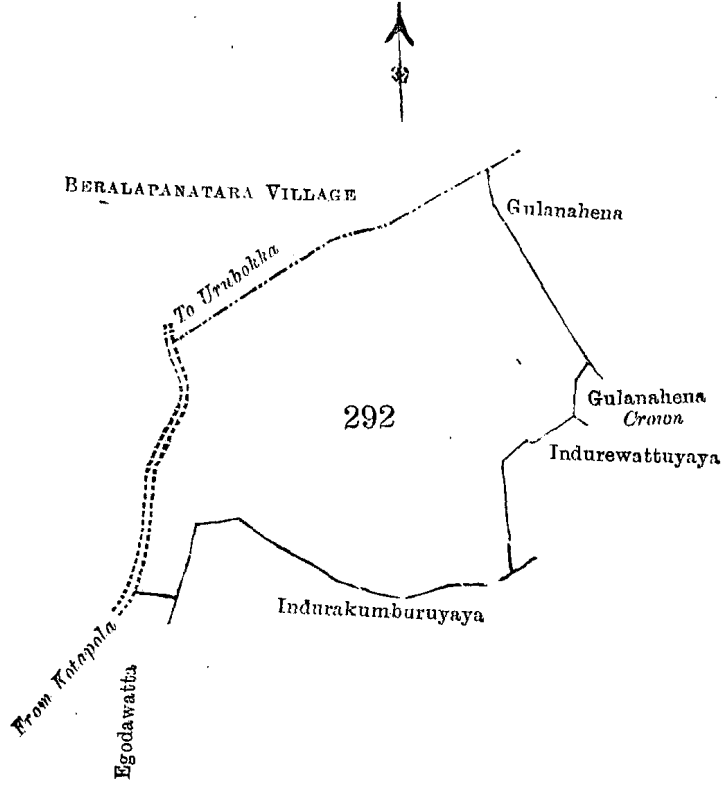 BERALAPANATARA VILLAGE
Gulanahena
To Urubokka
292
Gulanahena
Crown
Indurewattuyaya
Indurakumburuyaya
From Kotapola
Egodawatta